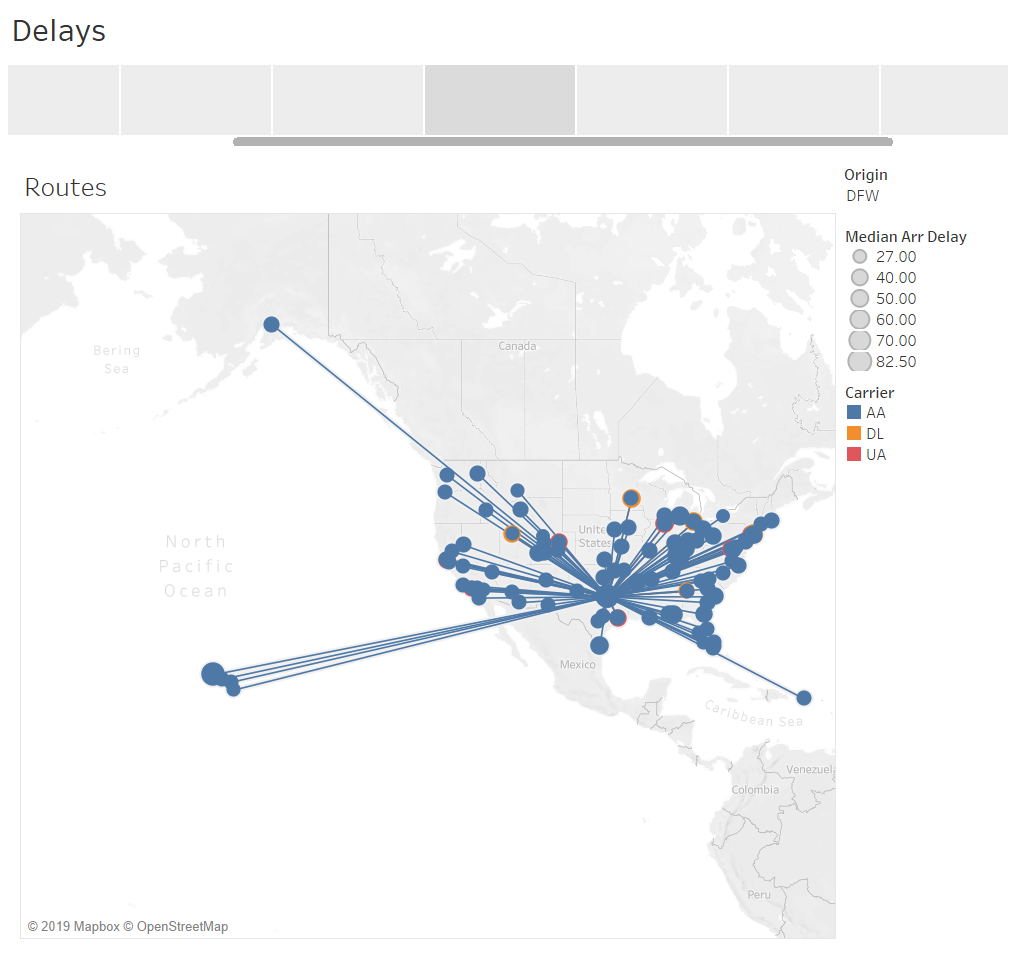 Delays
Routes
Origin
DFW
Median Arr Delay
27.00
40.00
50.00
60.00
70.00
82.50
Carrier
AA
DL
UA
Bering
Sea
Canada
North
Pacific
Ocean
United
States
Mexico
Caribbean Sea
Venezuel
Colombia
Peru
© 2019 Mapbox © OpenStreetMap